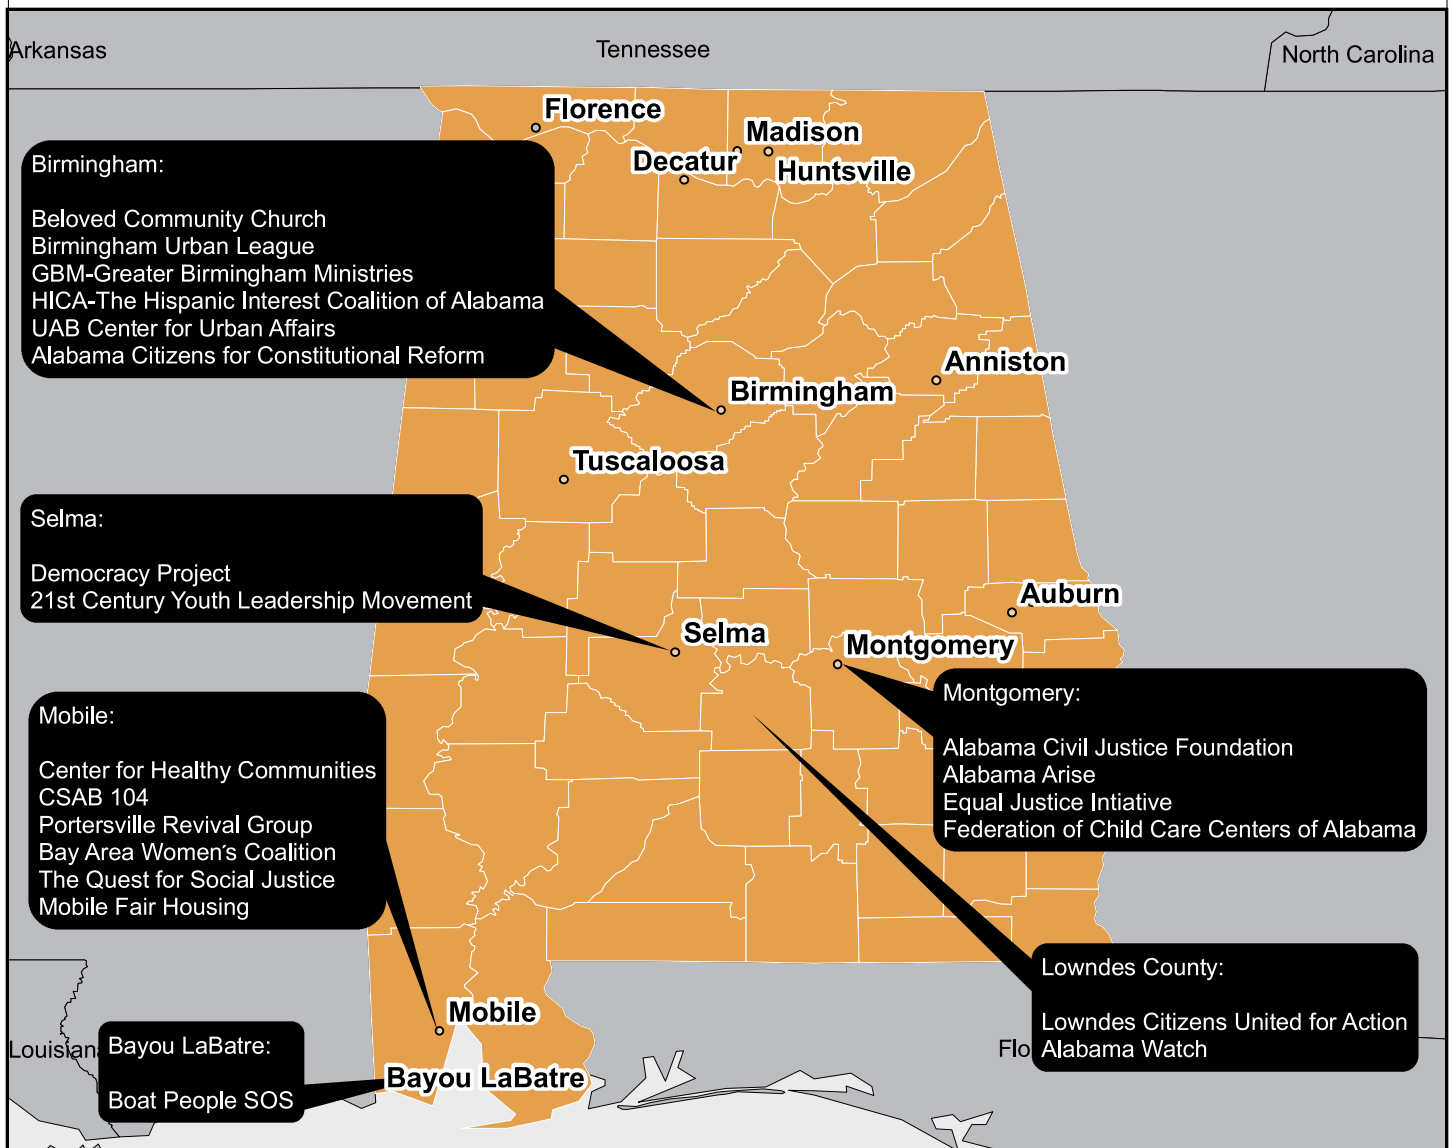 Arkansas
Tennessee
North Carolina
Florence
Madison
Decatur
Huntsville
Birmingham:
Beloved Community Church
Birmingham Urban League
GBM-Greater Birmingham Ministries
HICA-The Hispanic Interest Coalition of Alabama
UAB Center for Urban Affairs
Alabama Citizens for Constitutional Reform
Anniston
Birmingham
Tuscaloosa
Selma:
Democracy Project
21st Century Youth Leadership Movement
Auburn
Selma
Montgomery
Montgomery:
Alabama Civil Justice Foundation
Alabama Arise
Equal Justice Intiative
Federation of Child Care Centers of Alabama
Mobile:
Center for Healthy Communities
CSAB 104
Portersville Revival Group
Bay Area Women's Coalition
The Quest for Social Justice
Mobile Fair Housing
Lowndes County:
Lowndes Citizens United for Action
Alabama Watch
Mobile
Louisian
Bayou LaBatre:
Boat People SOS
Bayou LaBatre
Flo